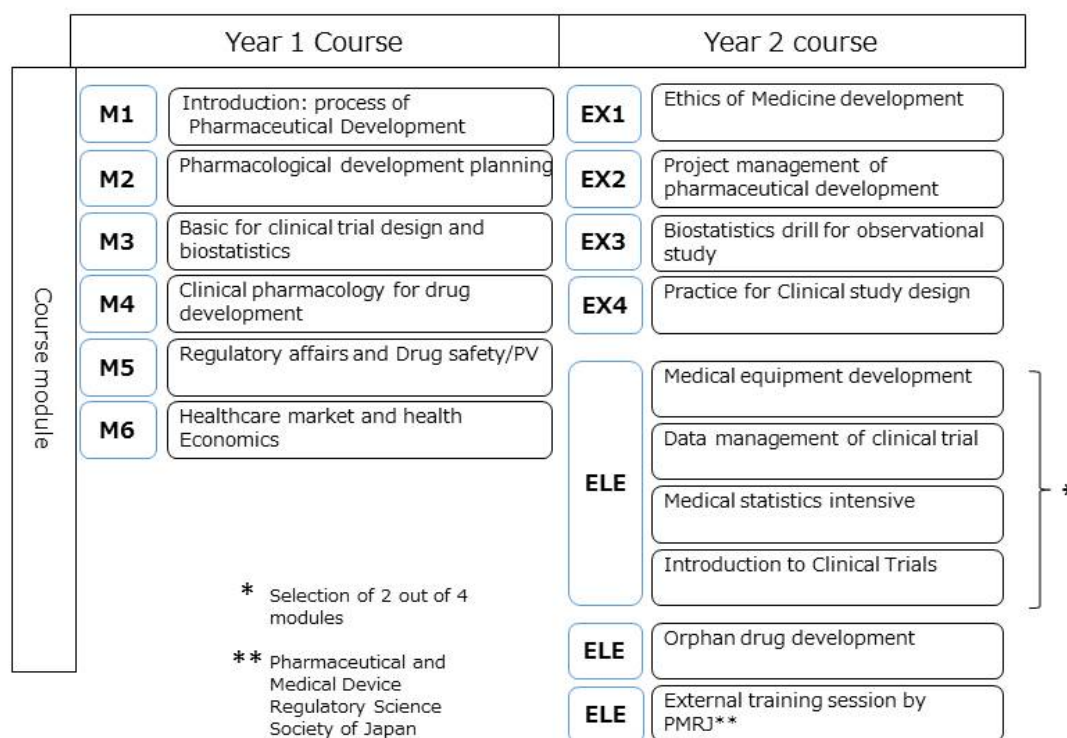 Year 1 Course
Year 2 course
Course module
M1
Introduction: process of
Pharmaceutical Development
M2
Pharmacological development planning
M3
Basic for clinical trial design and
biostatistics
M4
Clinical pharmacology for drug
development
M5
Regulatory affairs and Drug safety/PV
M6
Healthcare market and health
Economics
* Selection of 2 out of 4
modules
** Pharmaceutical and
Medical Device
Regulatory Science
Society of Japan
EX1
Ethics of Medicine development
EX2
Project management of
pharmaceutical development
EX3
Biostatistics drill for observational
study
EX4
Practice for Clinical study design
ELE
Medical equipment development
Data management of clinical trial
Medical statistics intensive
Introduction to Clinical Trials
*
ELE
Orphan drug development
ELE
External training session by
PMRJ**